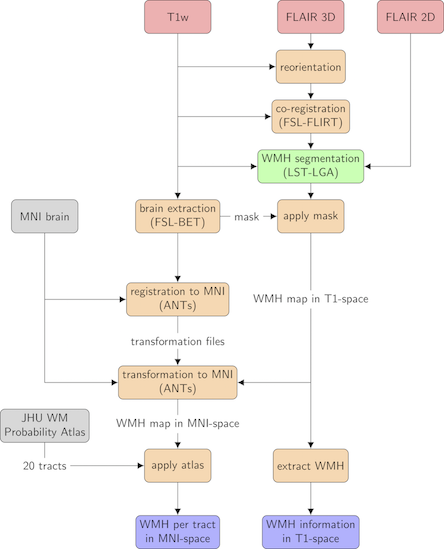 T1w
FLAIR 3D
FLAIR 2D
reorientation
co-registration
(FSL-FLIRT)
WMH segmentation
(LST-LGA)
MNI brain
brain extraction
(FSL-BET)
mask
apply mask
registration to MNI
(ANTs)
WMH map in T1-space
transformation files
transformation to MNI
(ANTs)
JHU WM
Probability Atlas
WMH map in MNI-space
20 tracts
apply atlas
extract WMH
WMH per tract
in MNI-space
WMH information
in T1-space